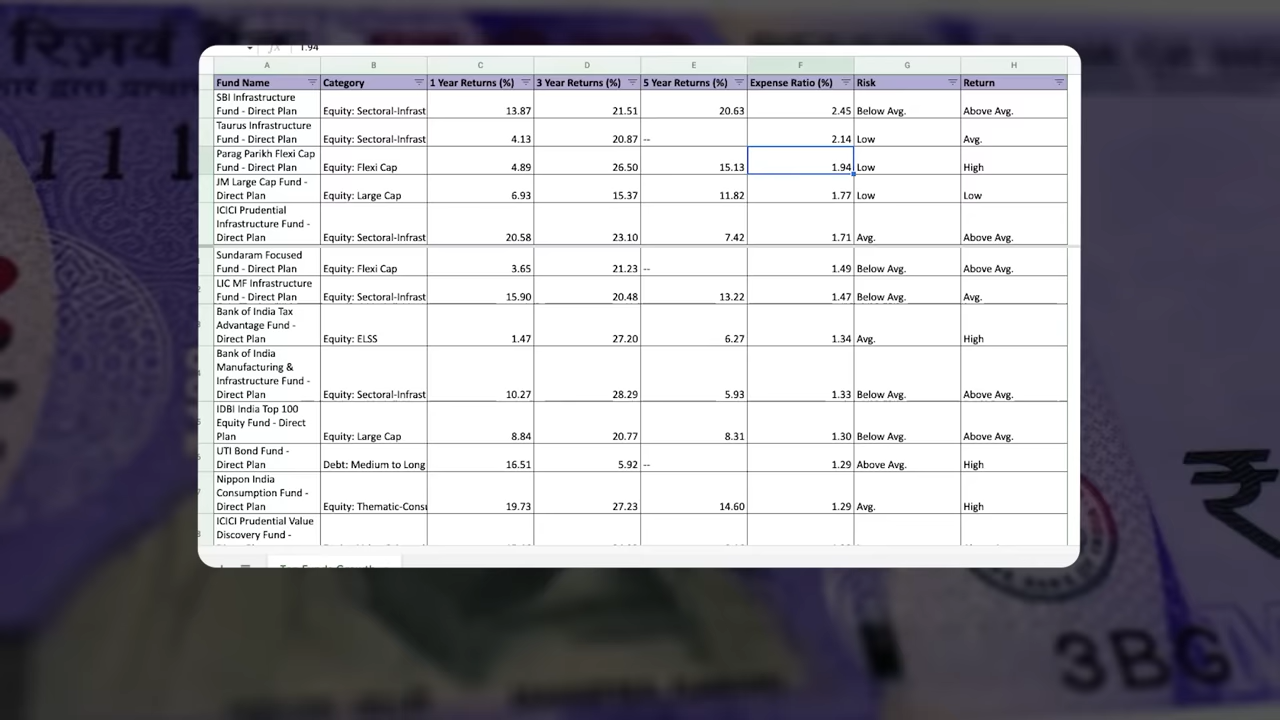 रिज़र्व बैंक
1.94
A B C D E F G H
Fund Name Category 1 Year Returns (%) 3 Year Returns (%) 5 Year Returns (%) Expense Ratio (%) Risk Return
SBI Infrastructure
Fund - Direct Plan Equity: Sectoral-Infrast 13.87 21.51 20.63 2.45 Below Avg. Above Avg.
Taurus Infrastructure
Fund - Direct Plan Equity: Sectoral-Infrast 4.13 20.87 -- 2.14 Low Avg.
Parag Parikh Flexi Cap
Fund - Direct Plan Equity: Flexi Cap 4.89 26.50 15.13 1.94 Low High
JM Large Cap Fund -
Direct Plan Equity: Large Cap 6.93 15.37 11.82 1.77 Low Low
ICICI Prudential
Infrastructure Fund -
Direct Plan Equity: Sectoral-Infrast 20.58 23.10 7.42 1.71 Avg. Above Avg.
Sundaram Focused
Fund - Direct Plan Equity: Flexi Cap 3.65 21.23 -- 1.49 Below Avg. Above Avg.
LIC MF Infrastructure
Fund - Direct Plan Equity: Sectoral-Infrast 15.90 20.48 13.22 1.47 Below Avg. Avg.
Bank of India Tax
Advantage Fund -
Direct Plan Equity: ELSS 1.47 27.20 6.27 1.34 Avg. High
Bank of India
Manufacturing &
Infrastructure Fund -
Direct Plan Equity: Sectoral-Infrast 10.27 28.29 5.93 1.33 Below Avg. Above Avg.
IDBI India Top 100
Equity Fund - Direct
Plan Equity: Large Cap 8.84 20.77 8.31 1.30 Below Avg. Above Avg.
UTI Bond Fund -
Direct Plan Debt: Medium to Long 16.51 5.92 -- 1.29 Above Avg. High
Nippon India
Consumption Fund -
Direct Plan Equity: Thematic-Consu 19.73 27.23 14.60 1.29 Avg. High
ICICI Prudential Value
Discovery Fund -
₹
3BG